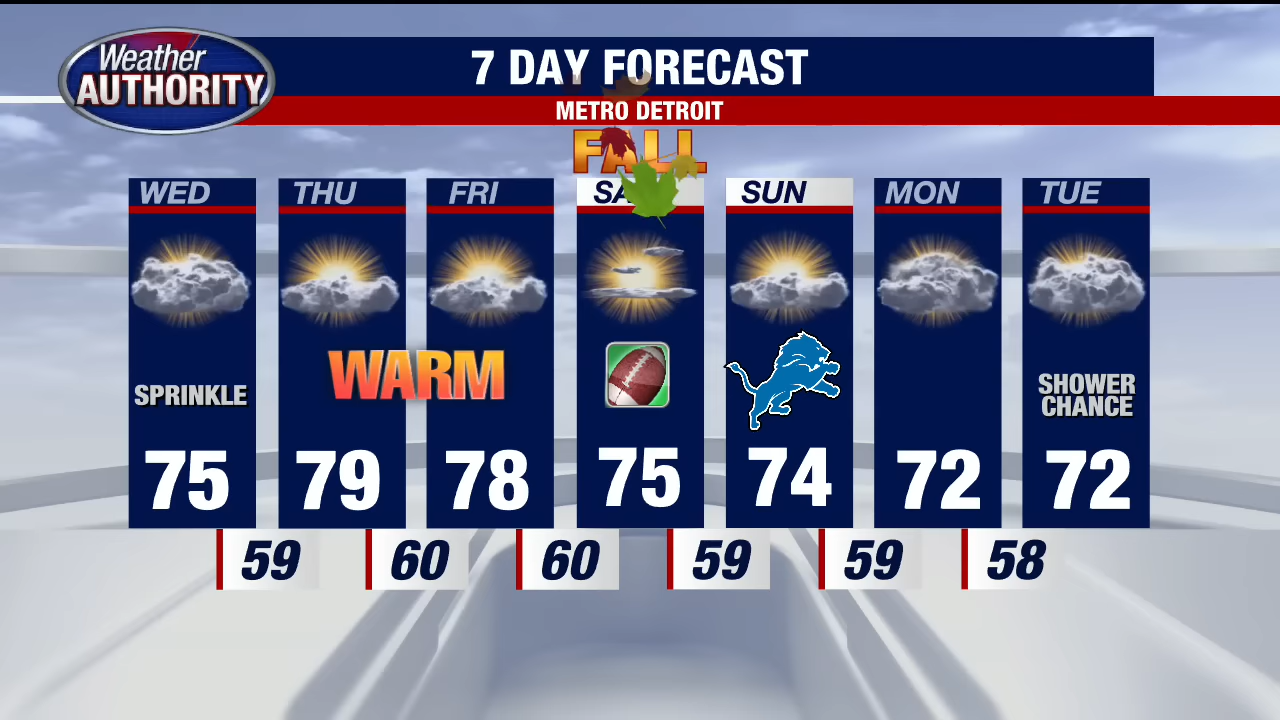 Weather
AUTHORITY
7 DAY FORECAST
METRO DETROIT
FALL
WED THU FRI SAT SUN MON TUE
WARM
SPRINKLE
SHOWER
CHANCE
75 79 78 75 74 72 72
59 60 60 59 59 58